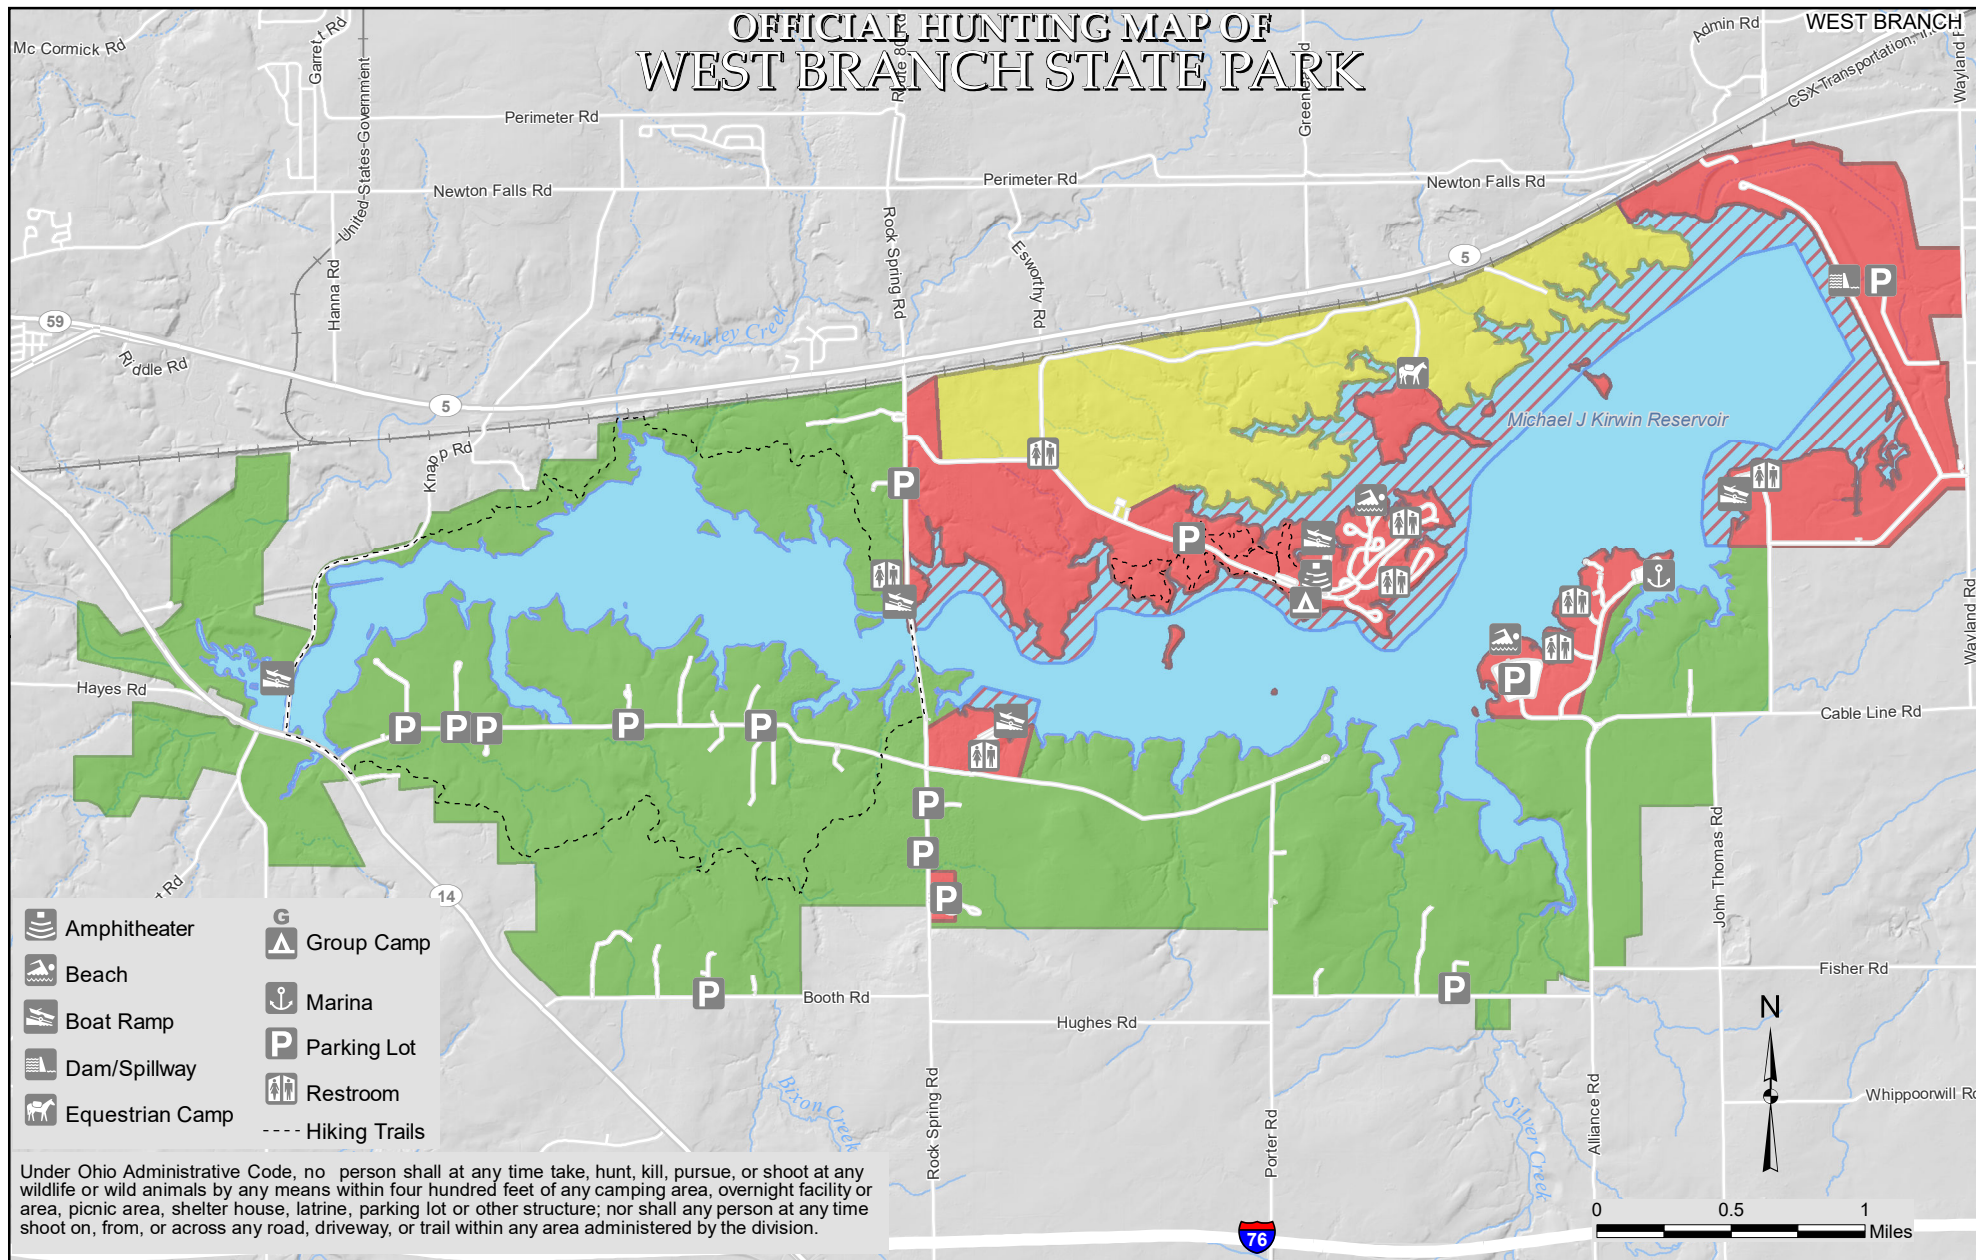 OFFICIAL HUNTING MAP OF
WEST BRANCH STATE PARK
WEST BRANCH
Mc Cormick Rd
Garrett Rd
United-States-Government
Route 80 Rd
Admin Rd
CSX-Transportation,
Perimeter Rd
Newton Falls Rd
Perimeter Rd
Newton Falls Rd
Hanna Rd
Rock Spring Rd
Esworthy Rd
5
59
Riddle Rd
Hinkley Creek
5
Knapp Rd
Michael J Kirwin Reservoir
P
P
P
Wayland Rd
Hayes Rd
P
P
P
P
P
P
Cable Line Rd
P
P
P
John Thomas Rd
14
t Rd
P
P
Booth Rd
Hughes Rd
Fisher Rd
N
Bixon Creek
Rock Spring Rd
Porter Rd
Silver Creek
Alliance Rd
Whippoorwill Rd
76
0 0.5 1
Miles
Amphitheater
Beach
Boat Ramp
Dam/Spillway
Equestrian Camp
G
Group Camp
Marina
P Parking Lot
Restroom
Hiking Trails
Under Ohio Administrative Code, no person shall at any time take, hunt, kill, pursue, or shoot at any
wildlife or wild animals by any means within four hundred feet of any camping area, overnight facility or
area, picnic area, shelter house, latrine, parking lot or other structure; nor shall any person at any time
shoot on, from, or across any road, driveway, or trail within any area administered by the division.